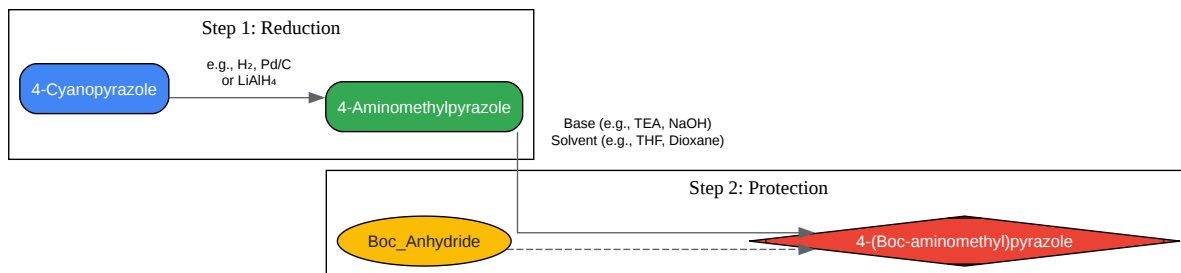 Step 1: Reduction
4-Cyanopyrazole
e.g., H₂, Pd/C
or LiAlH₄
4-Aminomethylpyrazole
Base (e.g., TEA, NaOH)
Solvent (e.g., THF, Dioxane)
Step 2: Protection
Boc_Anhydride
4-(Boc-aminomethyl)pyrazole